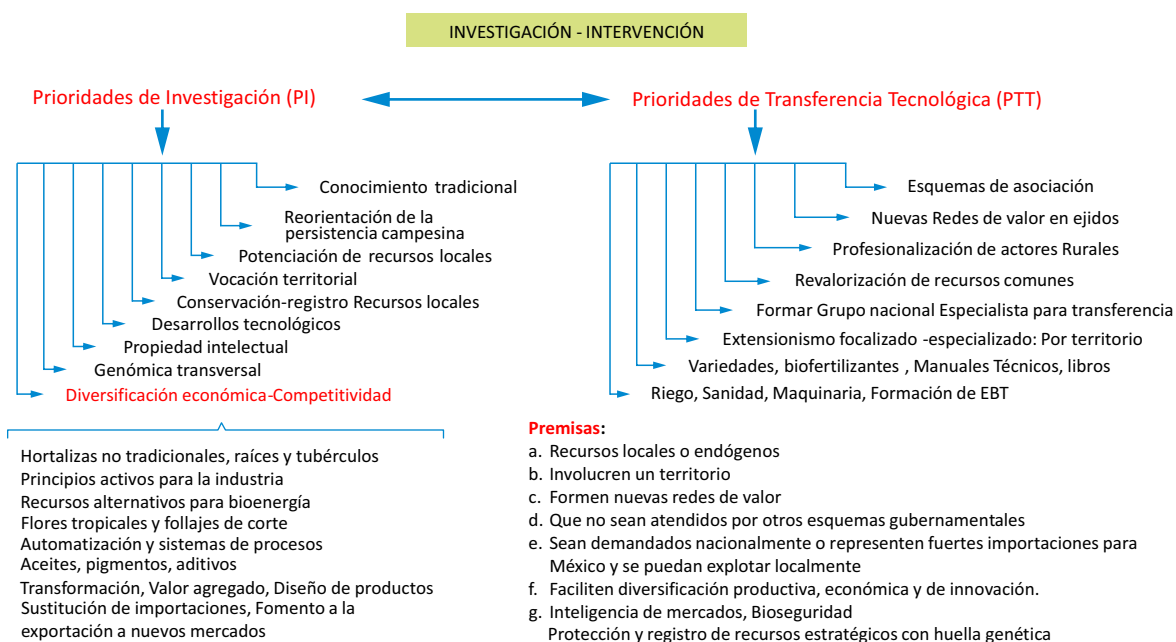 INVESTIGACIÓN - INTERVENCIÓN
Prioridades de Investigación (PI)
Conocimiento tradicional
Reorientación de la
persistencia campesina
Potenciación de recursos locales
Vocación territorial
Conservación-registro Recursos locales
Desarrollos tecnológicos
Propiedad intelectual
Genómica transversal
Diversificación económica-Competitividad
Hortalizas no tradicionales, raíces y tubérculos
Principios activos para la industria
Recursos alternativos para bioenergía
Flores tropicales y follajes de corte
Automatización y sistemas de procesos
Aceites, pigmentos, aditivos
Transformación, Valor agregado, Diseño de productos
Sustitución de importaciones, Fomento a la
exportación a nuevos mercados
Prioridades de Transferencia Tecnológica (PTT)
Esquemas de asociación
Nuevas Redes de valor en ejidos
Profesionalización de actores Rurales
Revalorización de recursos comunes
Formar Grupo nacional Especialista para transferencia
Extensionismo focalizado -especializado: Por territorio
Variedades, biofertilizantes , Manuales Técnicos, libros
Riego, Sanidad, Maquinaria, Formación de EBT
Premisas:
a. Recursos locales o endógenos
b. Involucren un territorio
c. Formen nuevas redes de valor
d. Que no sean atendidos por otros esquemas gubernamentales
e. Sean demandados nacionalmente o representen fuertes importaciones para
México y se puedan explotar localmente
f. Faciliten diversificación productiva, económica y de innovación.
g. Inteligencia de mercados, Bioseguridad
Protección y registro de recursos estratégicos con huella genética